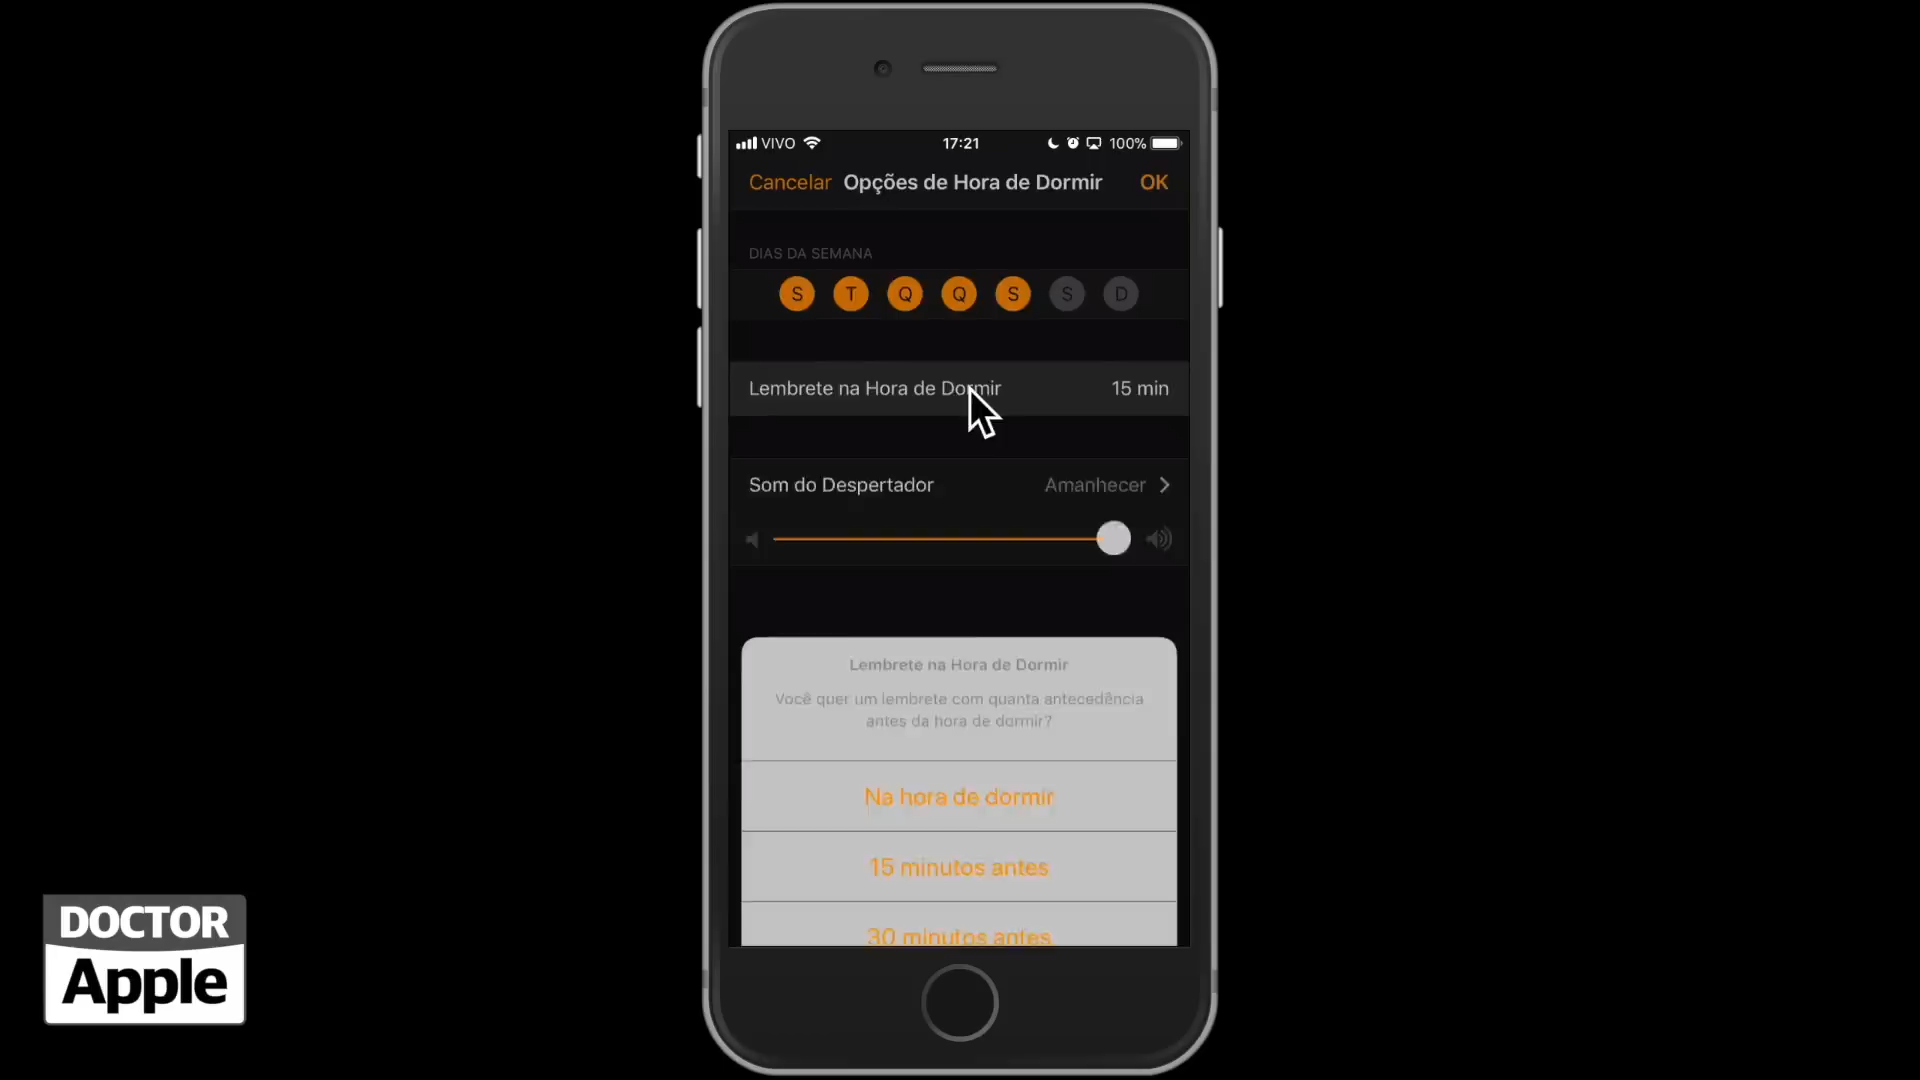 VIVO 17:21 100%
Cancelar Opções de Hora de Dormir OK
DIAS DA SEMANA
S T Q Q S S D
Lembrete na Hora de Dormir 15 min
Som do Despertador Amanhecer
Lembrete na Hora de Dormir
Você quer um lembrete com quanta antecedência
antes da hora de dormir?
Na hora de dormir
15 minutos antes
30 minutos antes
DOCTOR
Apple